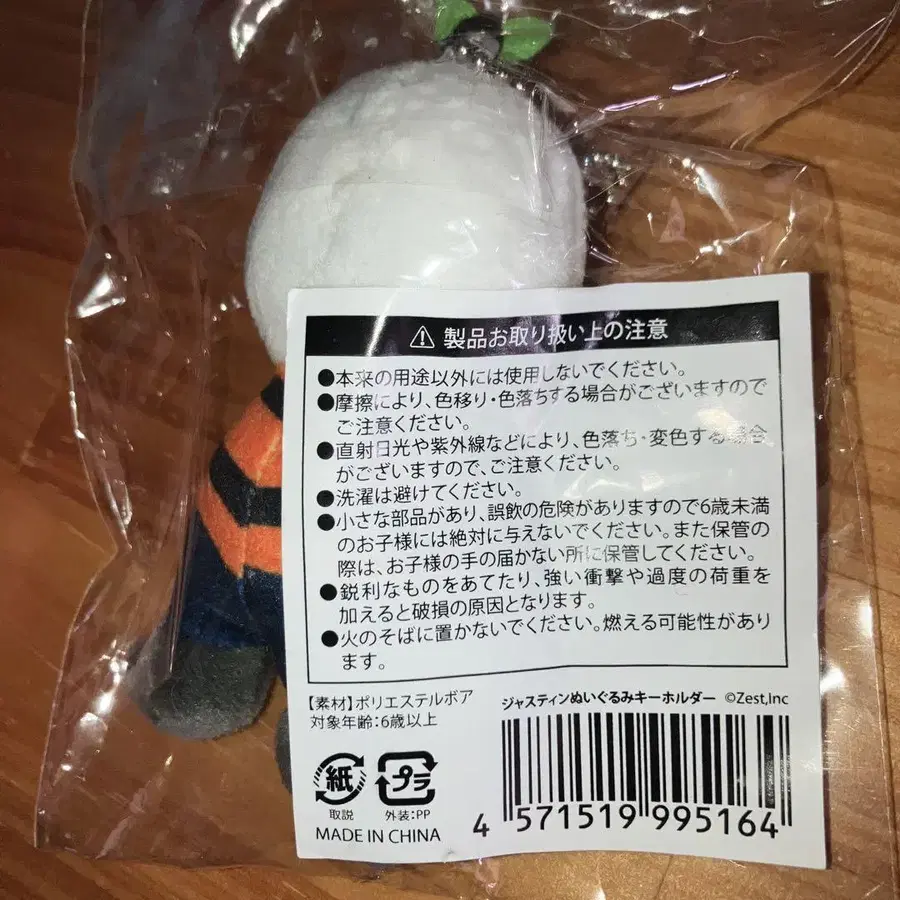 ⚠ 製品お取り扱い上の注意
●本来の用途以外には使用しないでください。
●摩擦により、色移り・色落ちする場合がございますので
ご注意ください。
●直射日光や紫外線などにより、色落ち・変色する場合
がございますので、ご注意ください。
●洗濯は避けてください。
●小さな部品があり、誤飲の危険がありますので6歳未満
のお子様には絶対に与えないでください。また保管の
際は、お子様の手の届かない所に保管してください。
●鋭利なものをあてたり、強い衝撃や過度の荷重を
加えると破損の原因となります。
●火のそばに置かないでください。燃える可能性があり
ます。
【素材】ポリエステルボア
対象年齢:6歳以上
紙
取説
プラ
外装:PP
MADE IN CHINA
ジャスティンぬいぐるみキーホルダー ©Zest,Inc
4 571519 995164